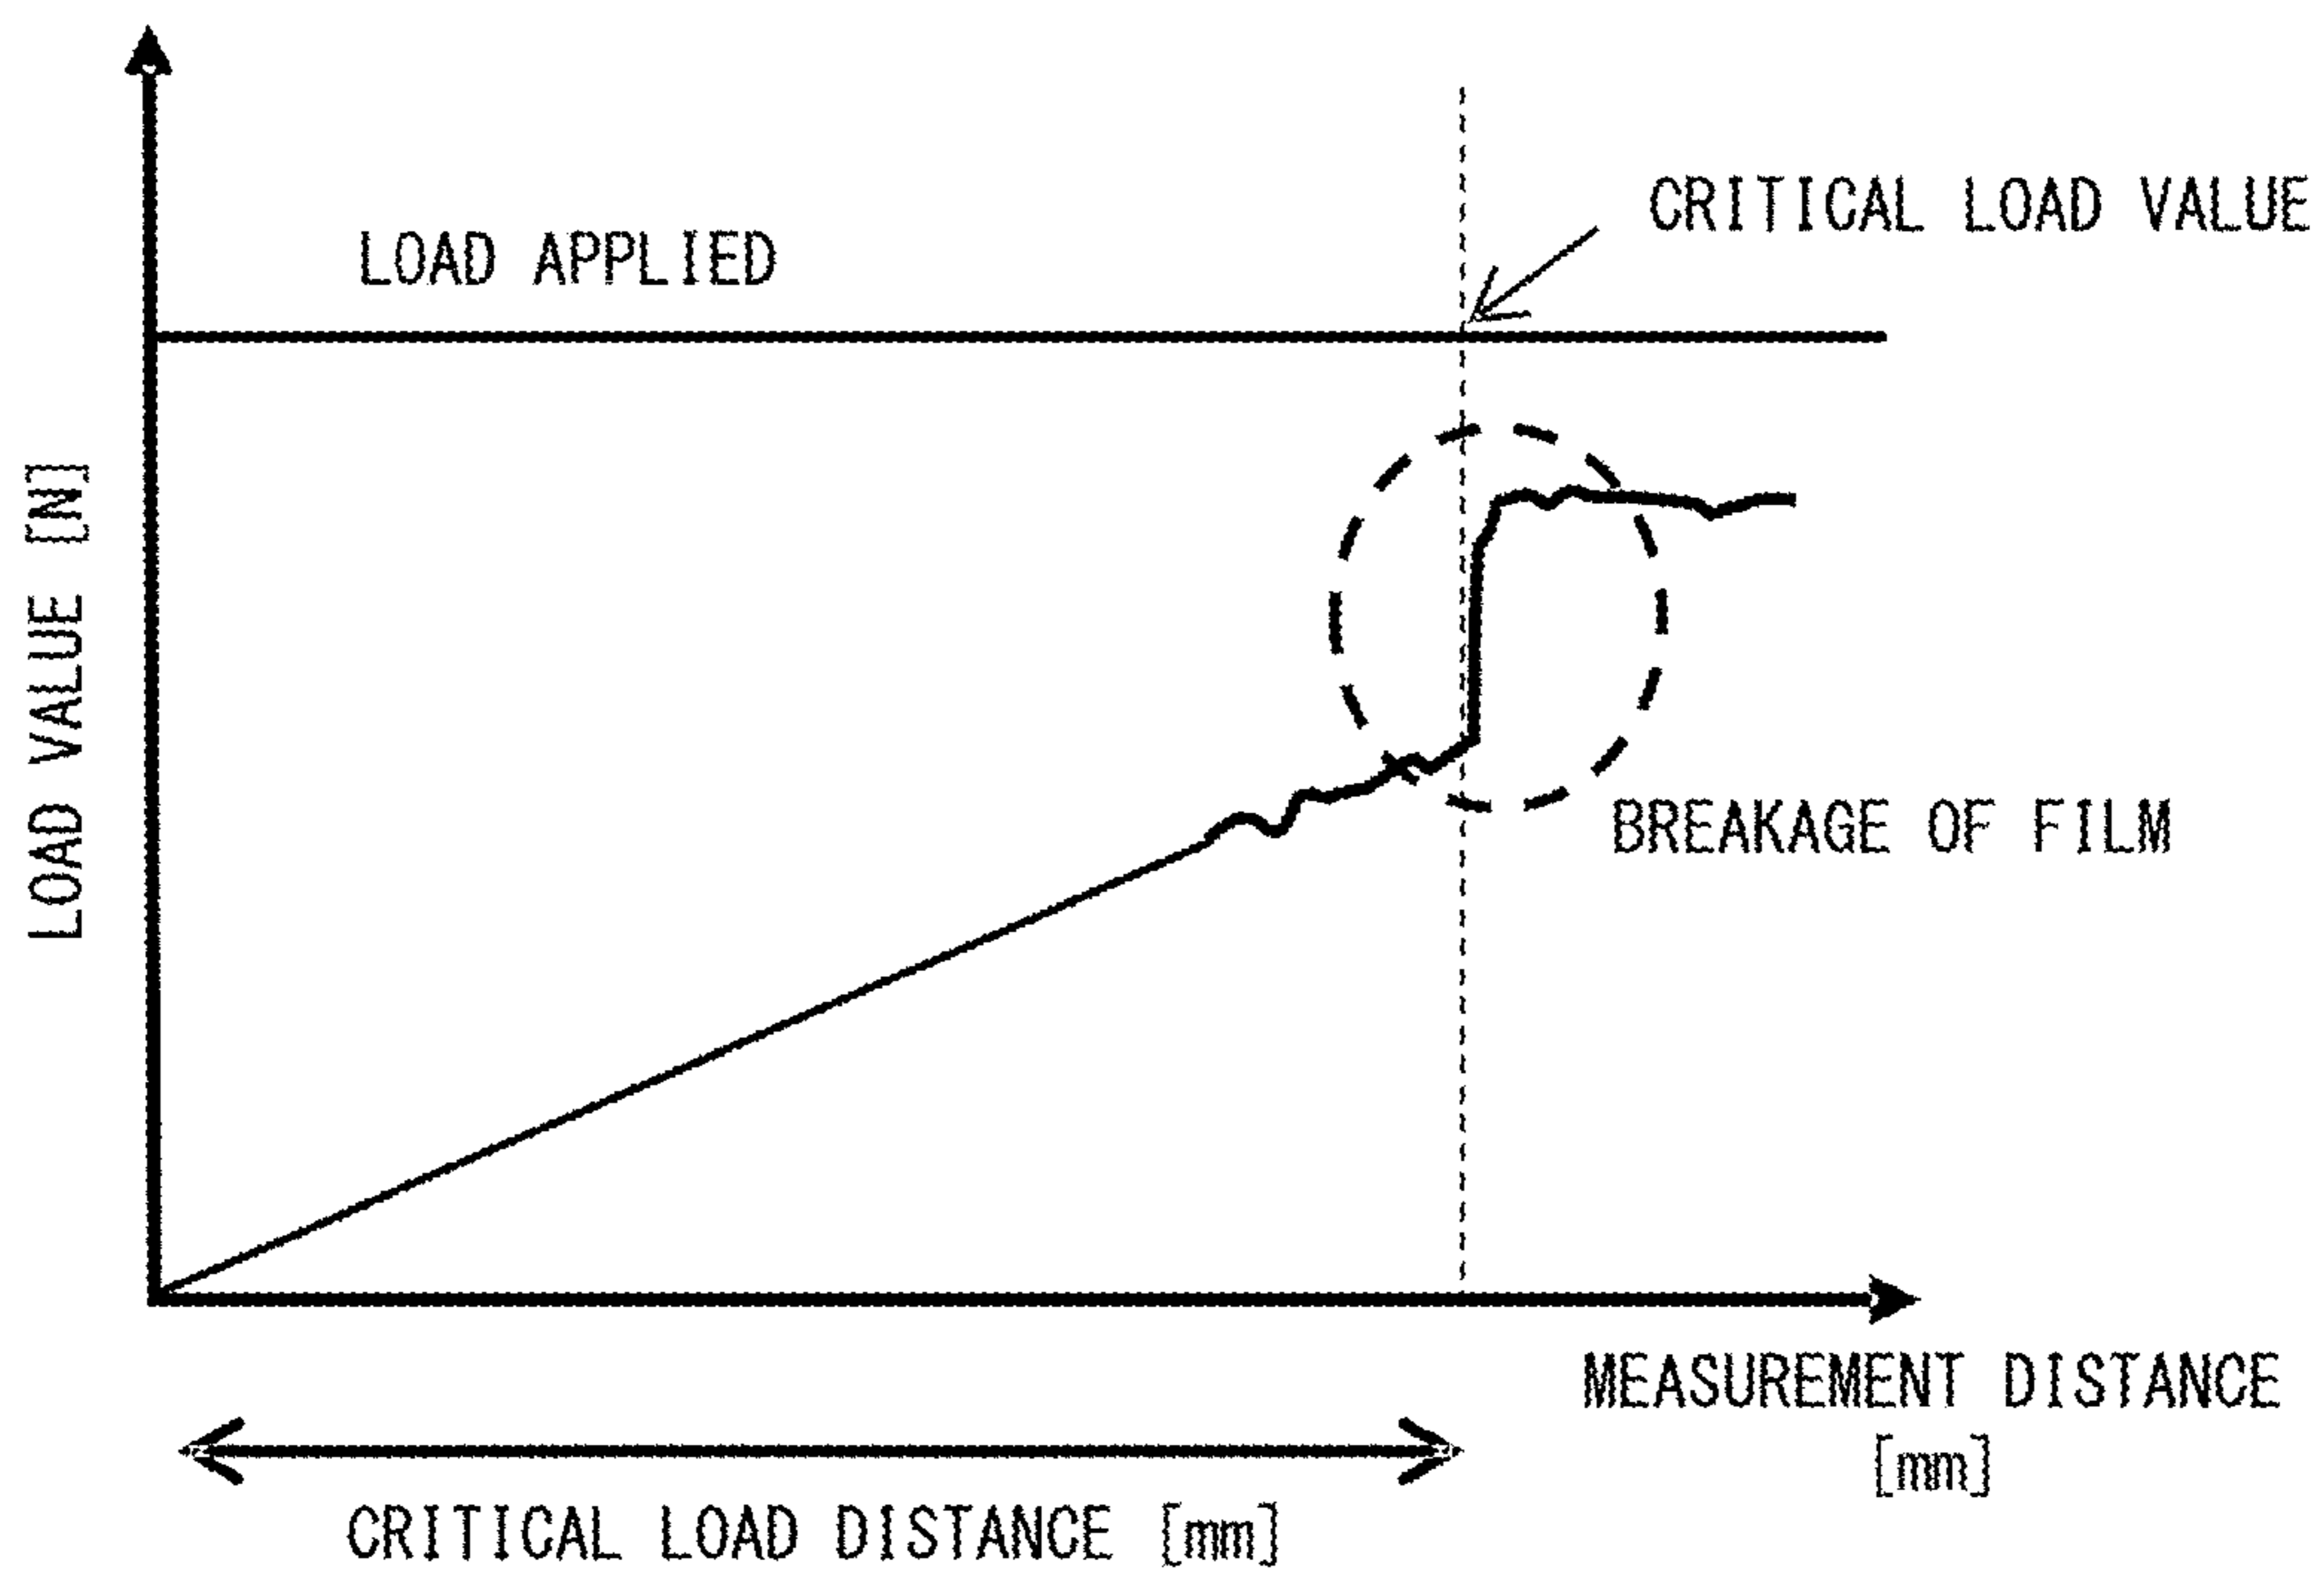 CRITICAL LOAD VALUE
LOAD APPLIED
LOAD VALUE [N]
BREAKAGE OF FILM
MEASUREMENT DISTANCE
[mm]
CRITICAL LOAD DISTANCE [mm]